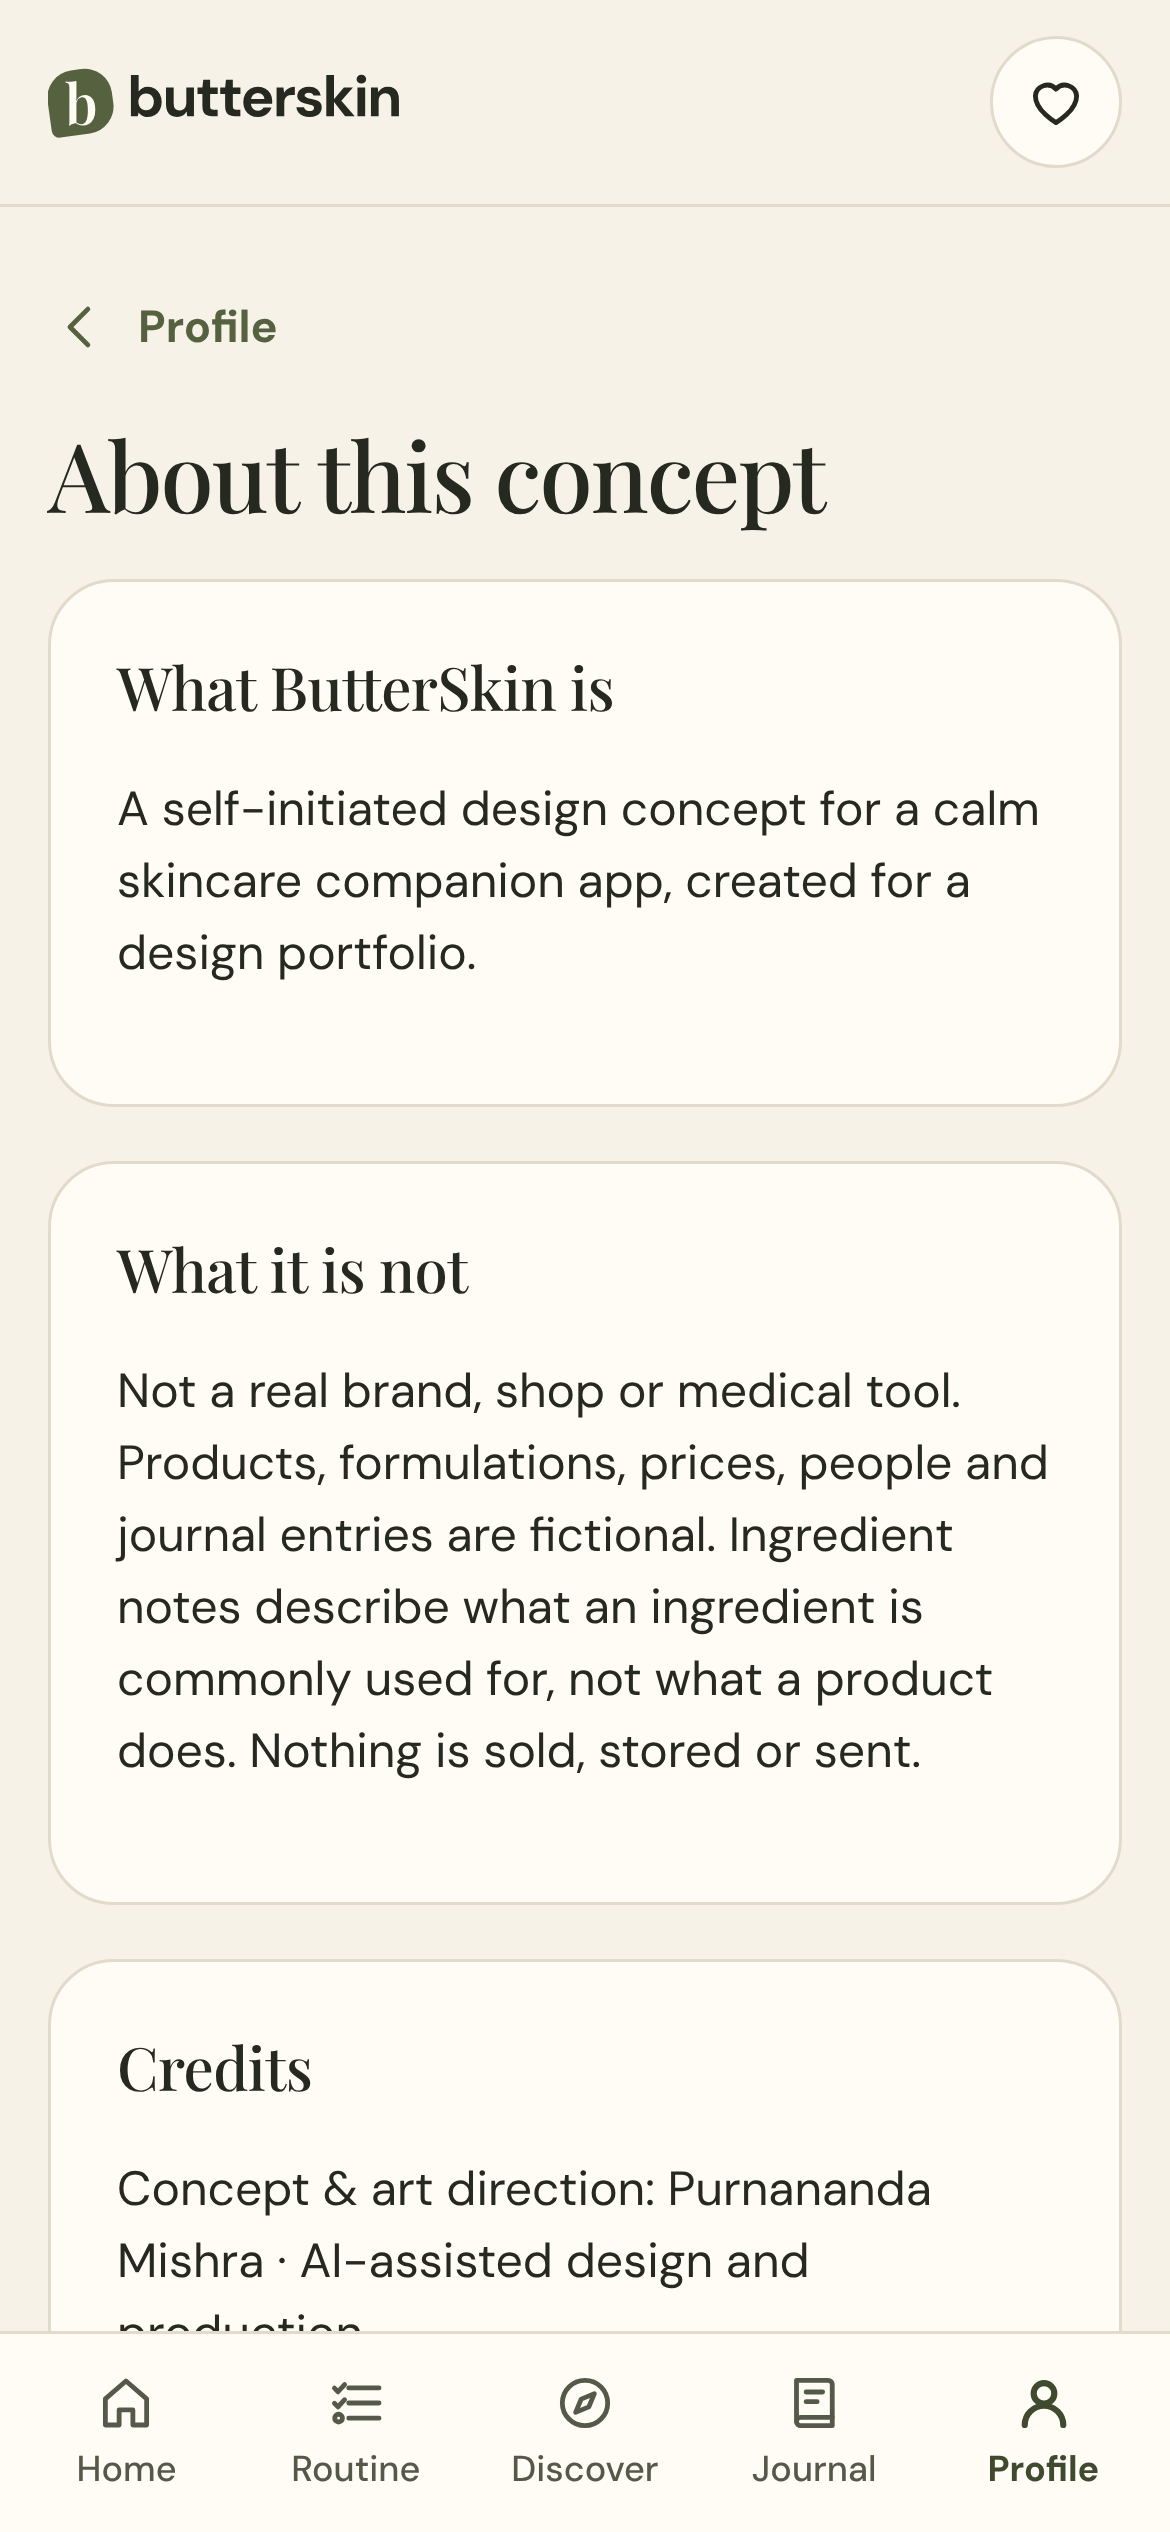 b butterskin
Profile
About this concept
What ButterSkin is
A self-initiated design concept for a calm
skincare companion app, created for a
design portfolio.
What it is not
Not a real brand, shop or medical tool.
Products, formulations, prices, people and
journal entries are fictional. Ingredient
notes describe what an ingredient is
commonly used for, not what a product
does. Nothing is sold, stored or sent.
Credits
Concept & art direction: Purnananda
Mishra · AI-assisted design and
production
Home Routine Discover Journal Profile